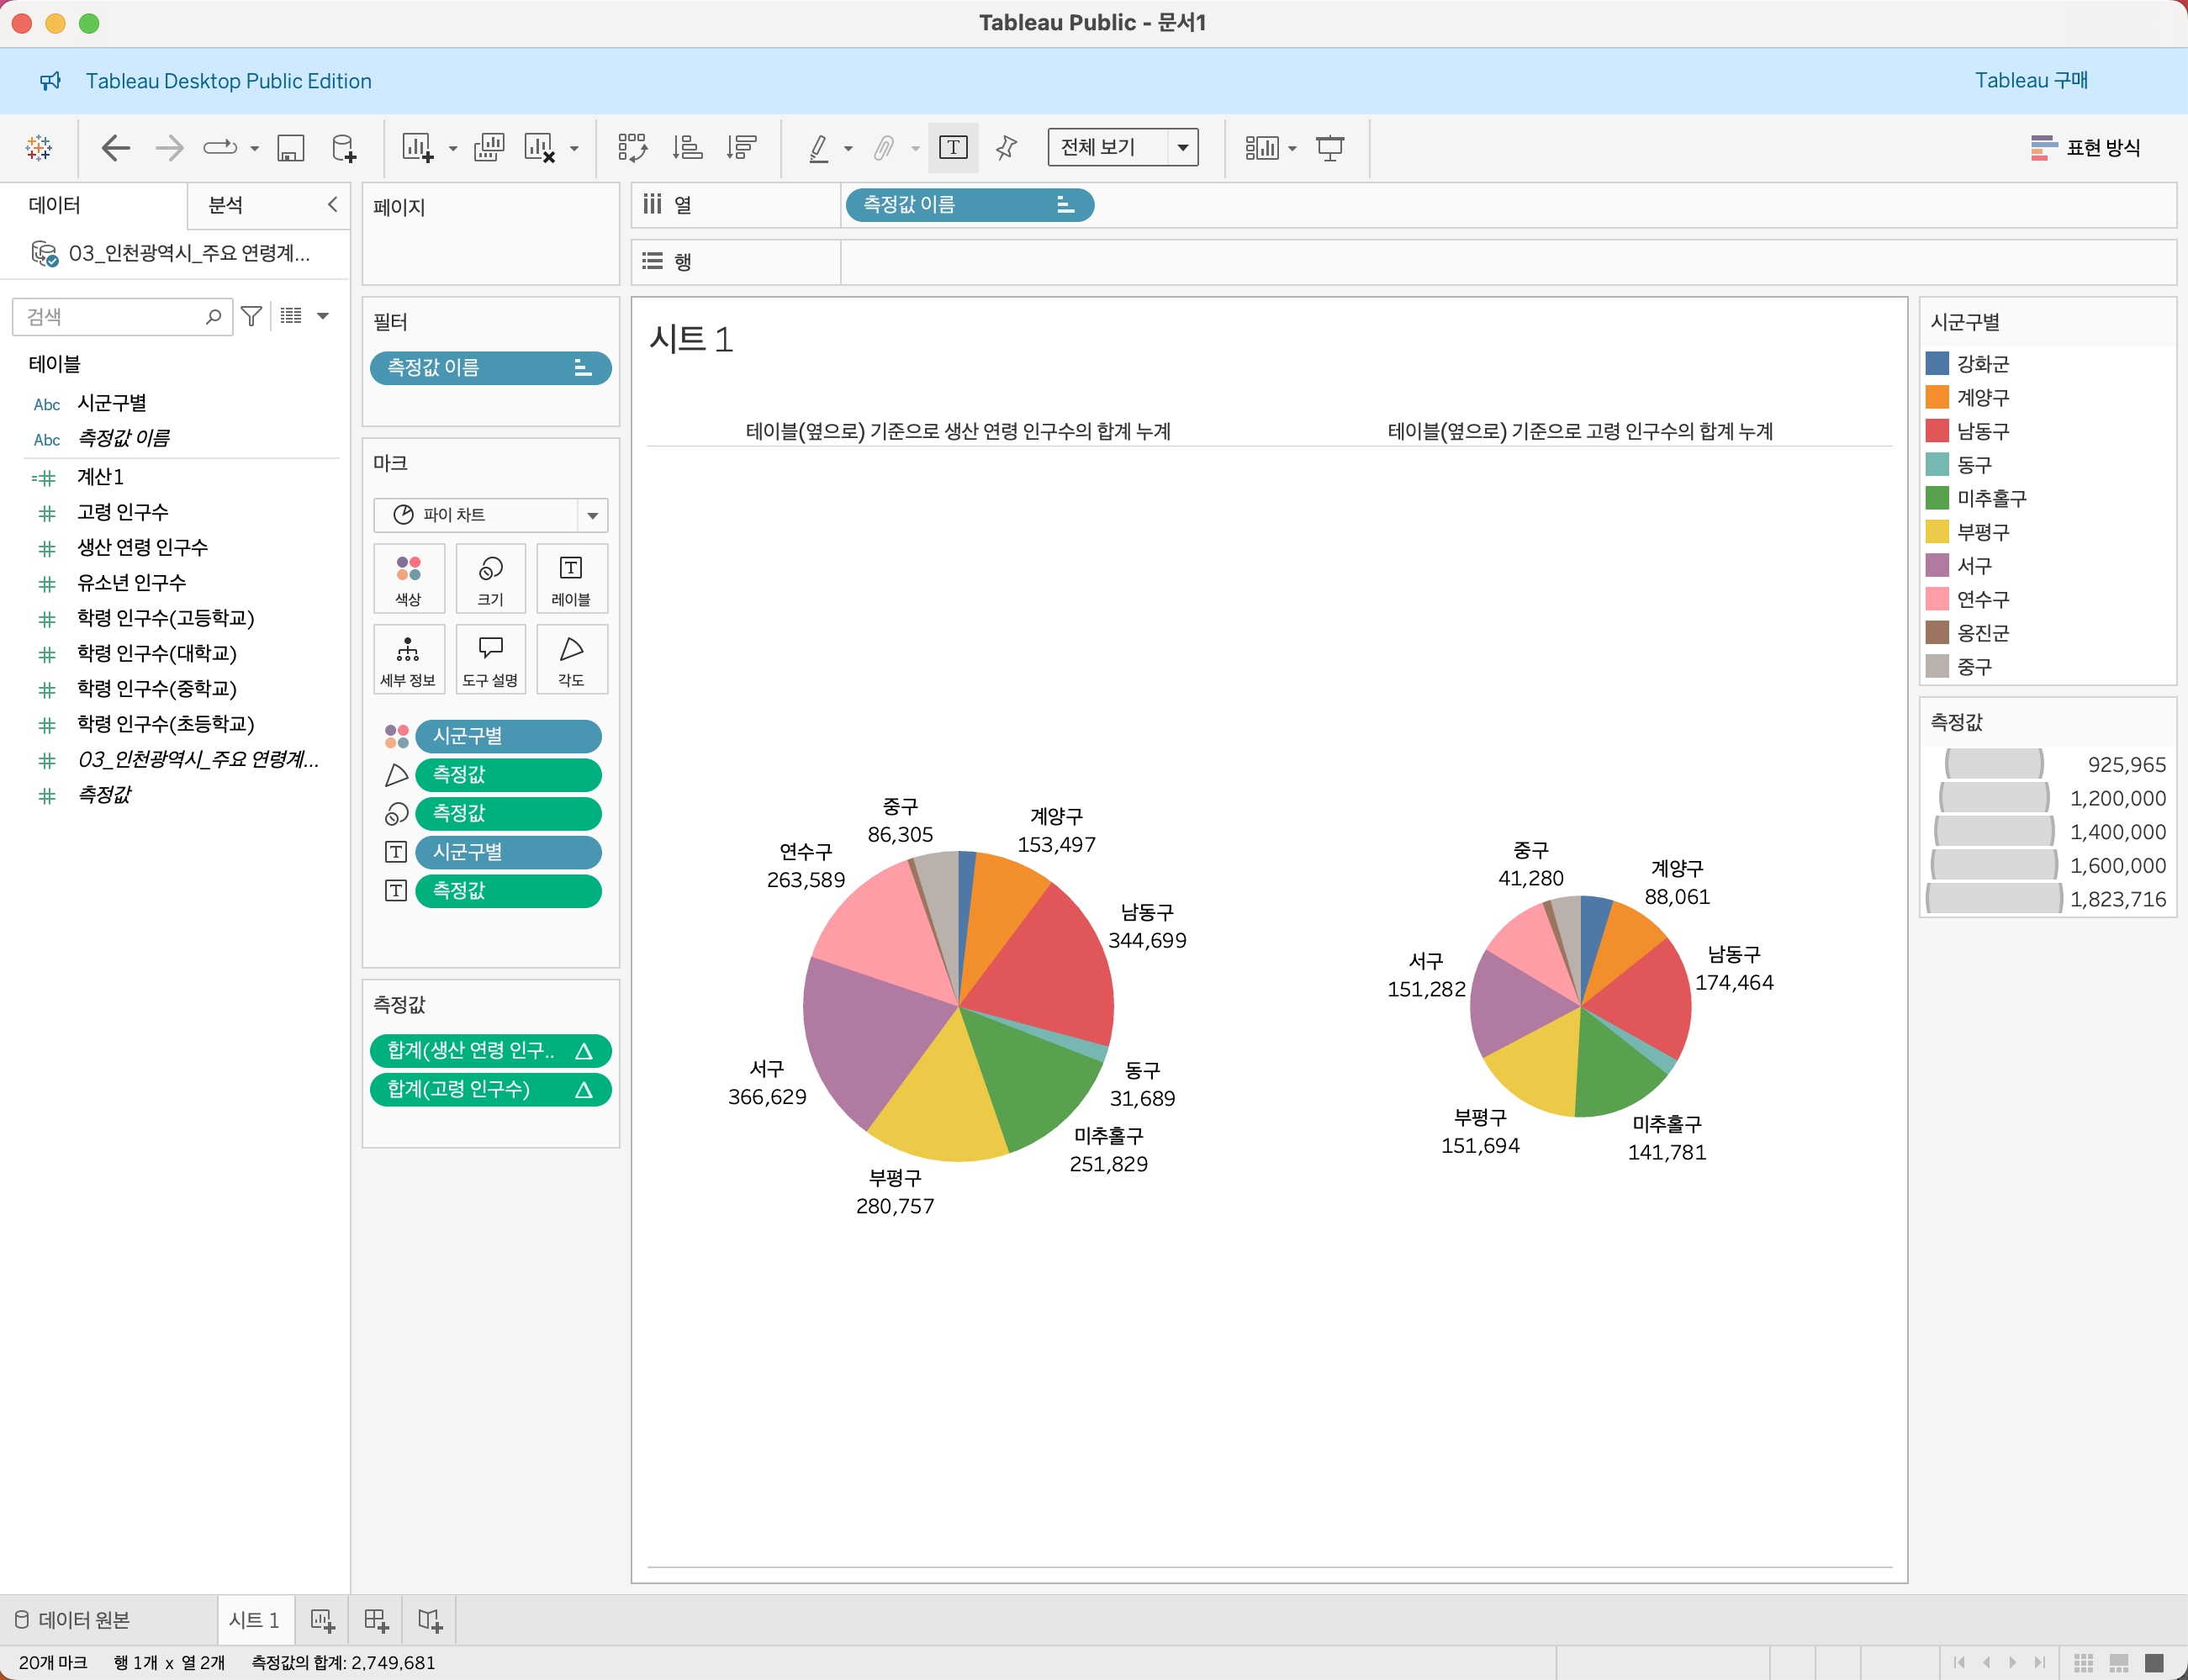 Tableau Public - 문서1
Tableau Desktop Public Edition
Tableau 구매
전체 보기
표현 방식
데이터
분석
03_인천광역시_주요 연령계...
검색
테이블
Abc 시군구별
Abc 측정값 이름
계산1
고령 인구수
생산 연령 인구수
유소년 인구수
학령 인구수(고등학교)
학령 인구수(대학교)
학령 인구수(중학교)
학령 인구수(초등학교)
03_인천광역시_주요 연령계...
측정값
페이지
필터
측정값 이름
마크
파이 차트
색상
크기
레이블
세부 정보
도구 설명
각도
시군구별
측정값
측정값
시군구별
측정값
측정값
합계(생산 연령 인구..
합계(고령 인구수)
열
측정값 이름
행
시트 1
테이블(옆으로) 기준으로 생산 연령 인구수의 합계 누계
테이블(옆으로) 기준으로 고령 인구수의 합계 누계
중구
86,305
계양구
153,497
연수구
263,589
남동구
344,699
서구
366,629
동구
31,689
미추홀구
251,829
부평구
280,757
중구
41,280
계양구
88,061
서구
151,282
남동구
174,464
부평구
151,694
미추홀구
141,781
시군구별
강화군
계양구
남동구
동구
미추홀구
부평구
서구
연수구
옹진군
중구
측정값
925,965
1,200,000
1,400,000
1,600,000
1,823,716
데이터 원본
시트 1
20개 마크
행 1개 x 열 2개
측정값의 합계: 2,749,681